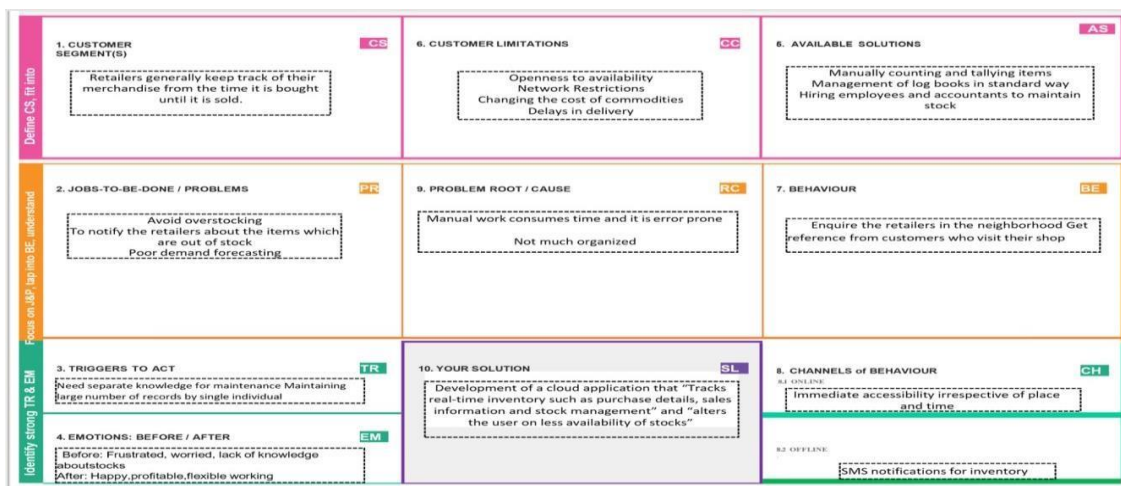 Define CS, fit into
1. CUSTOMER
SEGMENT(S)
CS
Retailers generally keep track of their
merchandise from the time it is bought
until it is sold.
6. CUSTOMER LIMITATIONS
CC
Openness to availability
Network Restrictions
Changing the cost of commodities
Delays in delivery
5. AVAILABLE SOLUTIONS
AS
Manually counting and tallying items
Management of log books in standard way
Hiring employees and accountants to maintain
stock
Focus on J&P, tap into BE, understand
2. JOBS-TO-BE-DONE / PROBLEMS
PR
Avoid overstocking
To notify the retailers about the items which
are out of stock
Poor demand forecasting
9. PROBLEM ROOT / CAUSE
RC
Manual work consumes time and it is error prone
Not much organized
7. BEHAVIOUR
BE
Enquire the retailers in the neighborhood Get
reference from customers who visit their shop
Identify strong TR & EM
3. TRIGGERS TO ACT
TR
Need separate knowledge for maintenance Maintaining
large number of records by single individual
4. EMOTIONS: BEFORE / AFTER
EM
Before: Frustrated, worried, lack of knowledge
aboutstocks
After: Happy,profitable,flexible working
10. YOUR SOLUTION
SL
Development of a cloud application that “Tracks
real-time inventory such as purchase details, sales
information and stock management” and “alters
the user on less availability of stocks”
8. CHANNELS of BEHAVIOUR
CH
8.1 ONLINE
Immediate accessibility irrespective of place
and time
8.2 OFFLINE
SMS notifications for inventory